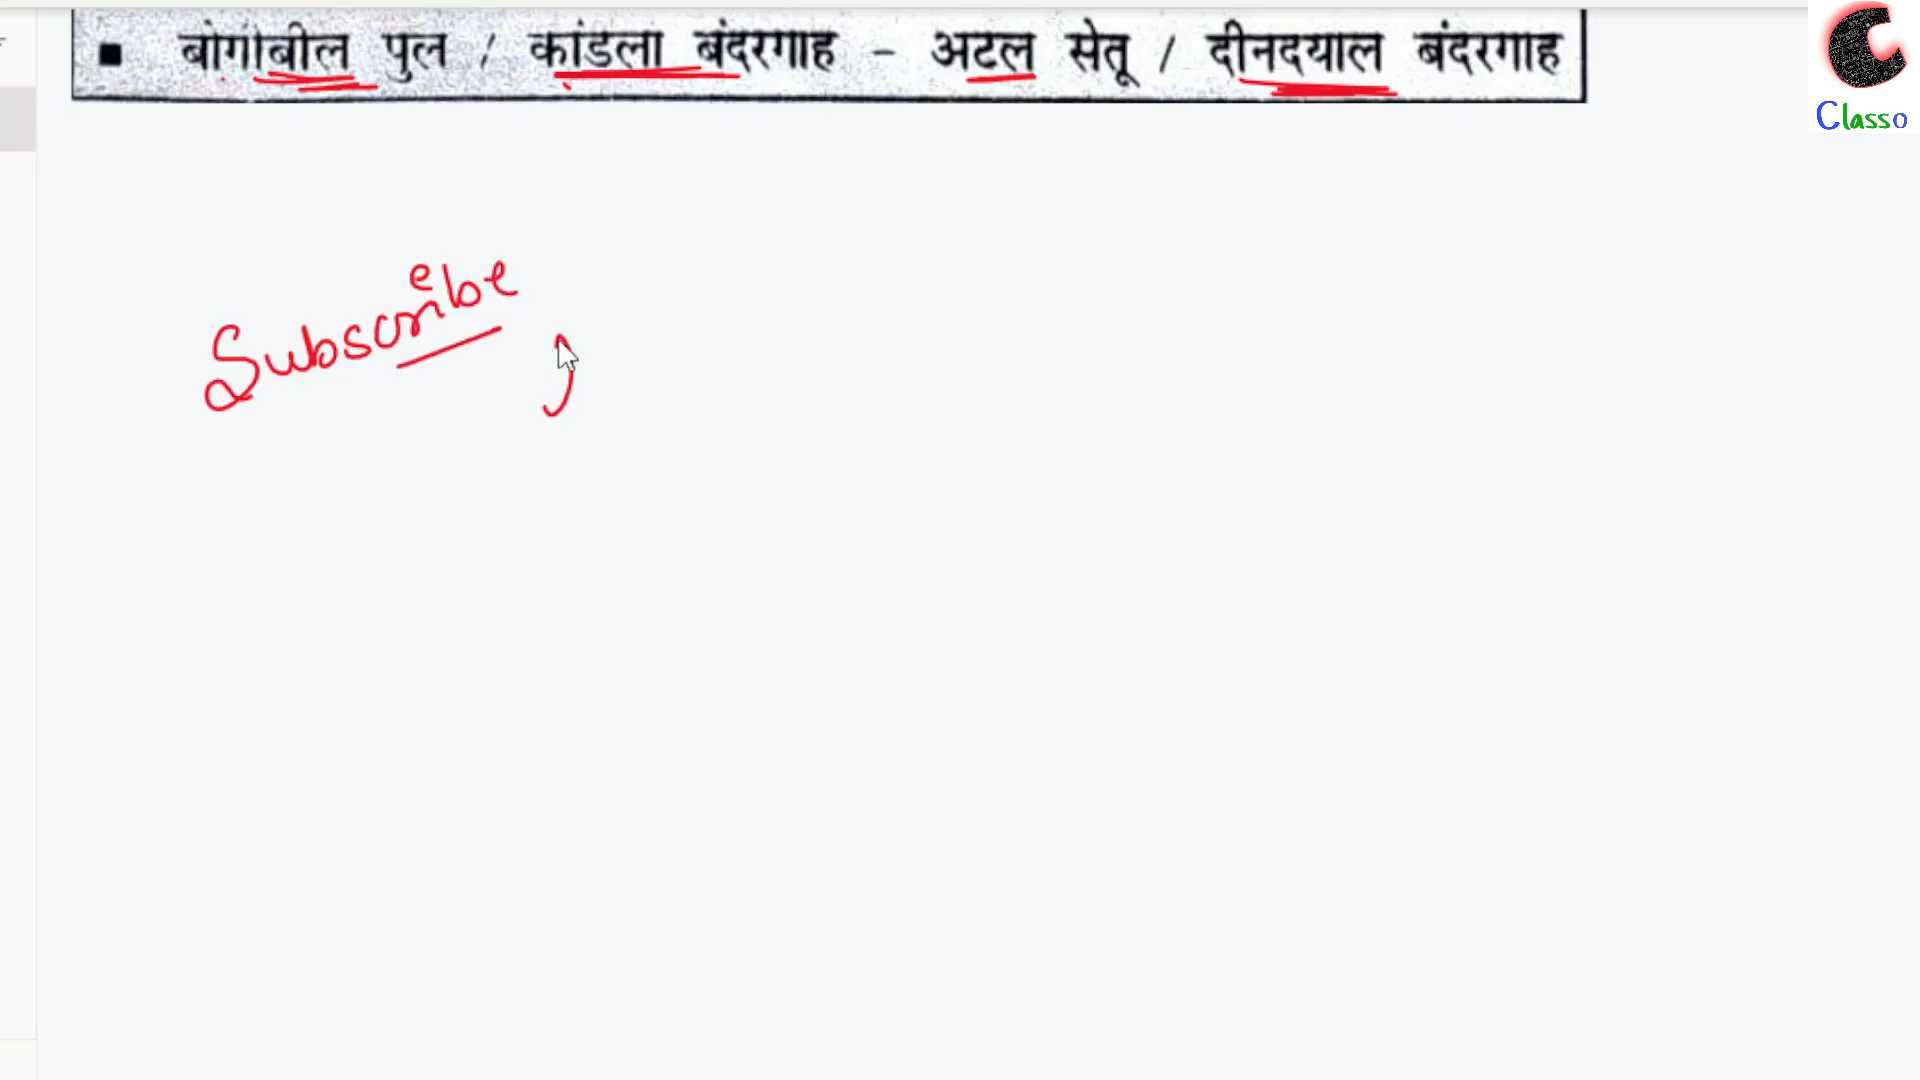 ▪ बोगीबील पुल / कांडला बंदरगाह – अटल सेतू / दीनदयाल बंदरगाह
Classo
Subscribe